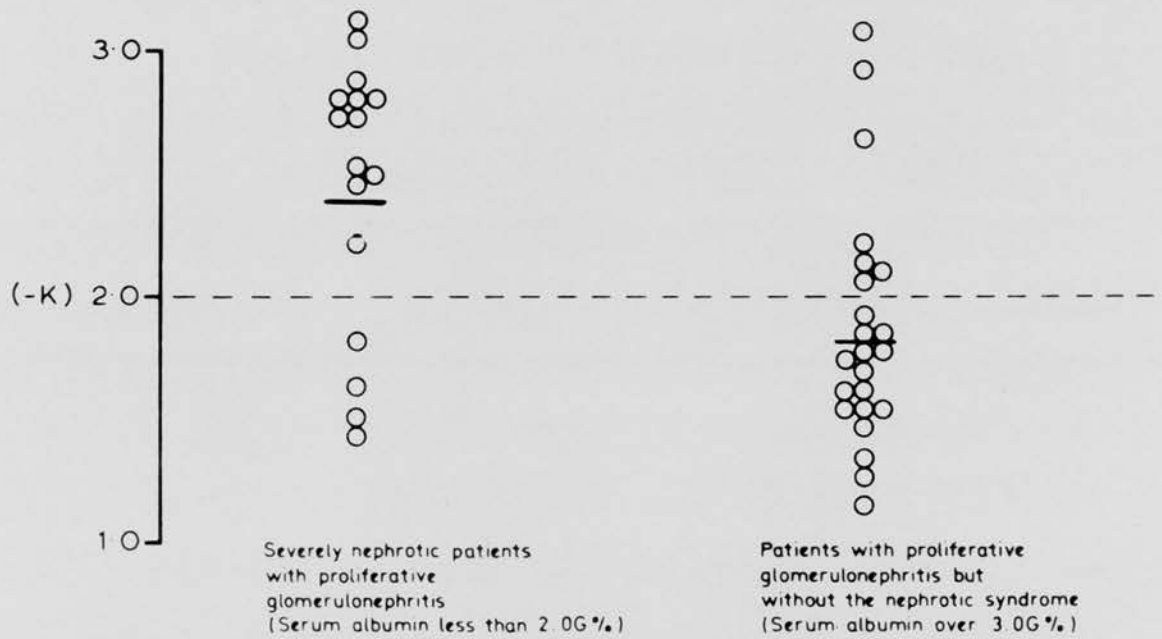 3·0
(-K) 2·0
1·0
Severely nephrotic patients
with proliferative
glomerulonephritis
(Serum albumin less than 2.0G%)
Patients with proliferative
glomerulonephritis but
without the nephrotic syndrome
(Serum albumin over 3.0G%)